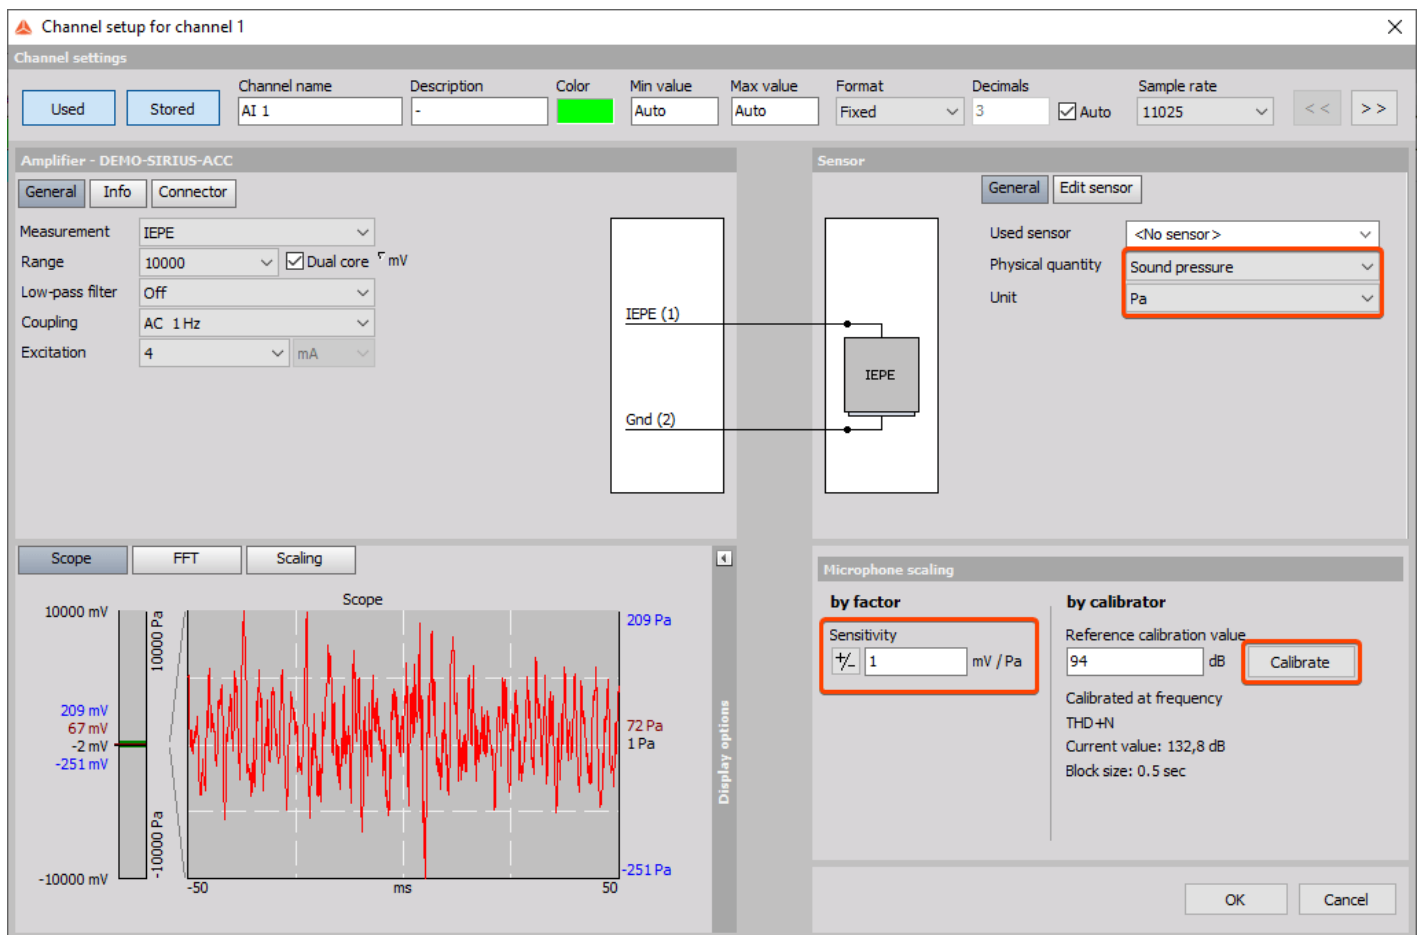 Channel setup for channel 1
Channel settings
Used
Stored
Channel name
AI 1
Description
-
Color
Min value
Auto
Max value
Auto
Format
Fixed
Decimals
3
Auto
Sample rate
11025
<<
>>
Amplifier - DEMO-SIRIUS-ACC
General
Info
Connector
Measurement
IEPE
Range
10000
Dual core
mV
Low-pass filter
Off
Coupling
AC 1 Hz
Excitation
4
mA
IEPE (1)
Gnd (2)
IEPE
Sensor
General
Edit sensor
Used sensor
<No sensor>
Physical quantity
Sound pressure
Unit
Pa
Scope
FFT
Scaling
Scope
10000 mV
209 mV
67 mV
-2 mV
-251 mV
-10000 mV
10000 Pa
-10000 Pa
209 Pa
72 Pa
1 Pa
-251 Pa
-50
ms
50
Display options
Microphone scaling
by factor
Sensitivity
+/-
1
mV / Pa
by calibrator
Reference calibration value
94
dB
Calibrate
Calibrated at frequency
THD+N
Current value: 132,8 dB
Block size: 0.5 sec
OK
Cancel